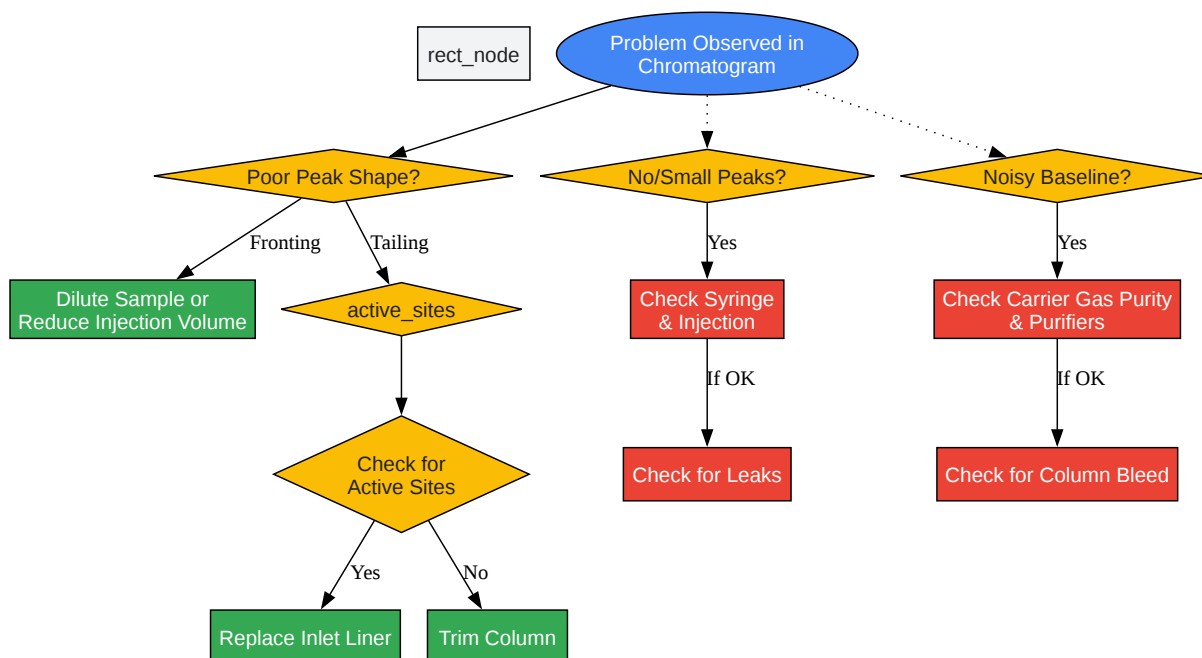 rect_node
Problem Observed in
Chromatogram
Poor Peak Shape?
No/Small Peaks?
Noisy Baseline?
Fronting
Tailing
Yes
Yes
Dilute Sample or
Reduce Injection Volume
active_sites
Check Syringe
& Injection
Check Carrier Gas Purity
& Purifiers
If OK
If OK
Check for
Active Sites
Check for Leaks
Check for Column Bleed
Yes
No
Replace Inlet Liner
Trim Column